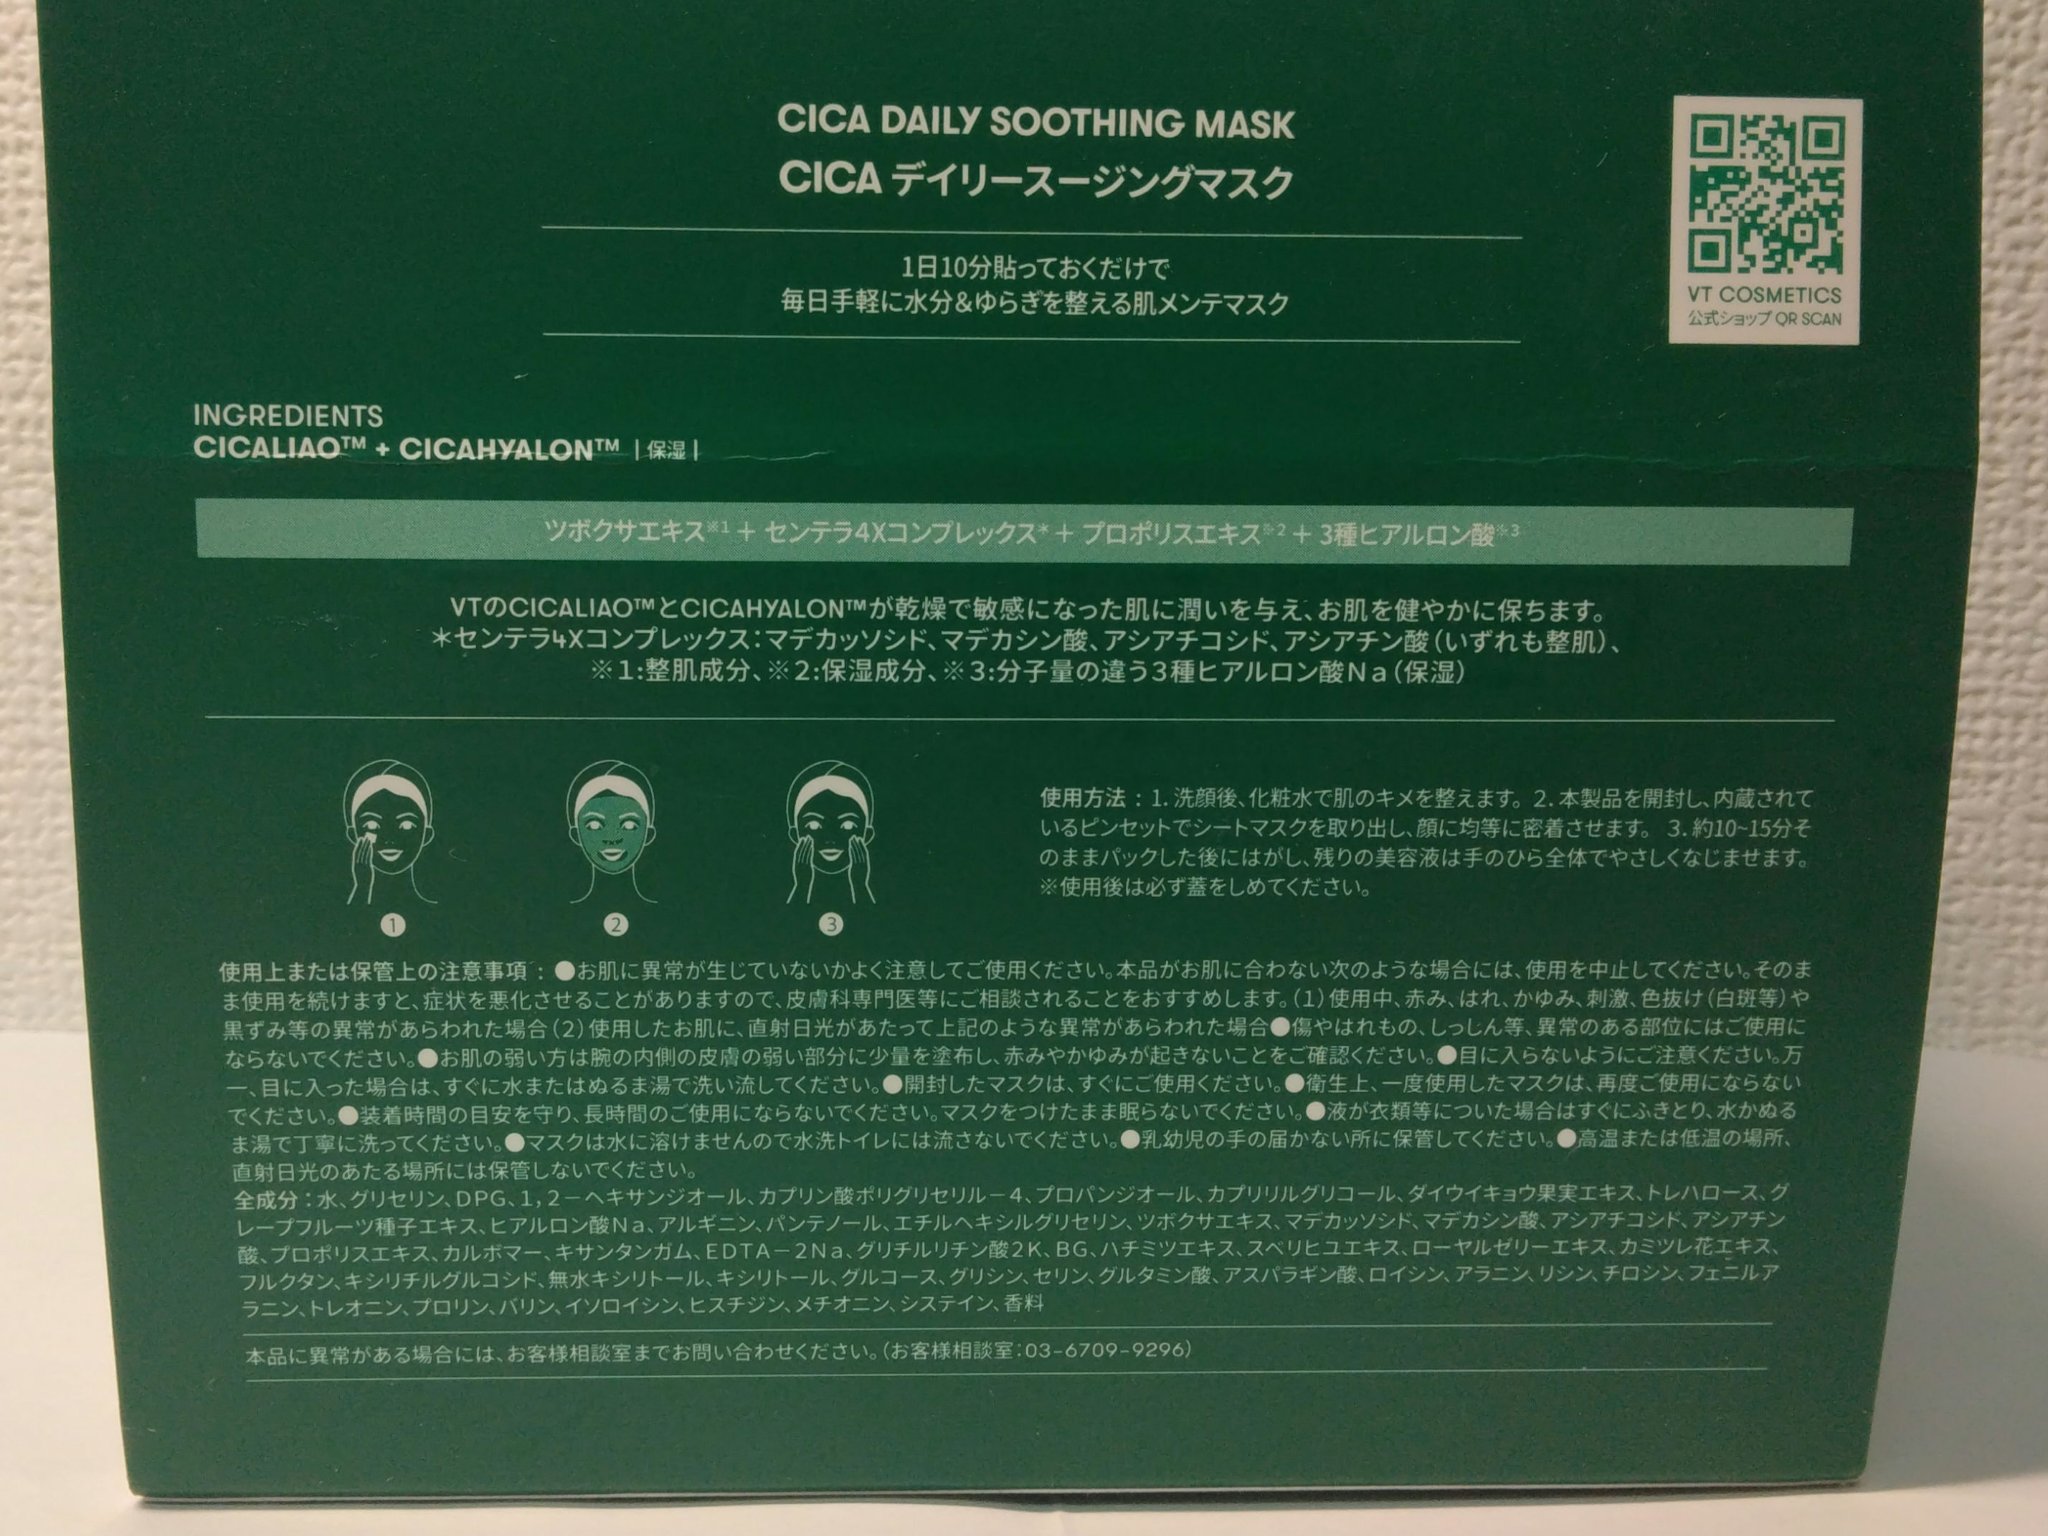 CICA DAILY SOOTHING MASK
CICA デイリースージングマスク
1日10分貼っておくだけで
毎日手軽に水分&ゆらぎを整える肌メンテマスク
VT COSMETICS
公式ショップ QR SCAN
INGREDIENTS
CICALIAO™ + CICAHYALON™ | 保湿 |
ツボクサエキス※1 + センテラ4Xコンプレックス* + プロポリスエキス※2 + 3種ヒアルロン酸※3
VTのCICALIAO™とCICAHYALON™が乾燥で敏感になった肌に潤いを与え、お肌を健やかに保ちます。
＊センテラ4Xコンプレックス：マデカッソシド、マデカシン酸、アシアチコシド、アシアチン酸（いずれも整肌）、
※1:整肌成分、※2:保湿成分、※3:分子量の違う3種ヒアルロン酸Na（保湿）
1
2
3
使用方法：1. 洗顔後、化粧水で肌のキメを整えます。 2. 本製品を開封し、内蔵されて
いるピンセットでシートマスクを取り出し、顔に均等に密着させます。 3. 約10~15分そ
のままパックした後にはがし、残りの美容液は手のひら全体でやさしくなじませます。
※使用後は必ず蓋をしめてください。
使用上または保管上の注意事項：●お肌に異常が生じていないかよく注意してご使用ください。本品がお肌に合わない次のような場合には、使用を中止してください。そのま
ま使用を続けますと、症状を悪化させることがありますので、皮膚科専門医等にご相談されることをおすすめします。（1）使用中、赤み、はれ、かゆみ、刺激、色抜け（白斑等）や
黒ずみ等の異常があらわれた場合（2）使用したお肌に、直射日光があたって上記のような異常があらわれた場合●傷やはれもの、しっしん等、異常のある部位にはご使用に
ならないでください。●お肌の弱い方は腕の内側の皮膚の弱い部分に少量を塗布し、赤みやかゆみが起きないことをご確認ください。●目に入らないようにご注意ください。万
一、目に入った場合は、すぐに水またはぬるま湯で洗い流してください。●開封したマスクは、すぐにご使用ください。●衛生上、一度使用したマスクは、再度ご使用にならない
でください。●装着時間の目安を守り、長時間のご使用にならないでください。マスクをつけたまま眠らないでください。●液が衣類等についた場合はすぐにふきとり、水かぬる
ま湯で丁寧に洗ってください。●マスクは水に溶けませんので水洗トイレには流さないでください。●乳幼児の手の届かない所に保管してください。●高温または低温の場所、
直射日光のあたる場所には保管しないでください。
全成分：水、グリセリン、DPG、1,2－ヘキサンジオール、カプリン酸ポリグリセリル－4、プロパンジオール、カプリリルグリコール、ダイウイキョウ果実エキス、トレハロース、グ
レープフルーツ種子エキス、ヒアルロン酸Na、アルギニン、パンテノール、エチルヘキシルグリセリン、ツボクサエキス、マデカッソシド、マデカシン酸、アシアチコシド、アシアチン
酸、プロポリスエキス、カルボマー、キサンタンガム、EDTA－2Na、グリチルリチン酸2K、BG、ハチミツエキス、スベリヒユエキス、ローヤルゼリーエキス、カミツレ花エキス、
フルクタン、キシリチルグルコシド、無水キシリトール、キシリトール、グルコース、グリシン、セリン、グルタミン酸、アスパラギン酸、ロイシン、アラニン、リシン、チロシン、フェニルア
ラニン、トレオニン、プロリン、バリン、イソロイシン、ヒスチジン、メチオニン、システイン、香料
本品に異常がある場合には、お客様相談室までお問い合わせください。（お客様相談室：03-6709-9296）